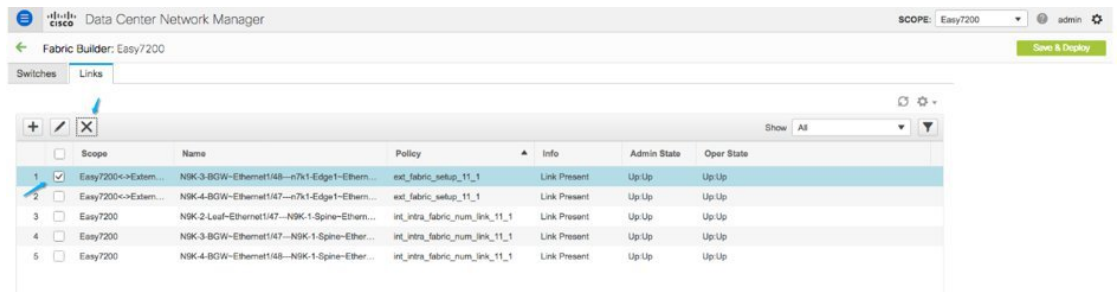 cisco Data Center Network Manager SCOPE: Easy7200 admin
Fabric Builder: Easy7200 Save & Deploy
Switches Links
Show All
Scope Name Policy Info Admin State Oper State
1 Easy7200<->Extern... N9K-3-BGW~Ethernet1/48---n7k1-Edge1~Ethern... ext_fabric_setup_11_1 Link Present Up:Up Up:Up
2 Easy7200<->Extern... N9K-4-BGW~Ethernet1/47---n7k1-Edge1~Ethern... ext_fabric_setup_11_1 Link Present Up:Up Up:Up
3 Easy7200 N9K-2-Leaf~Ethernet1/47---N9K-1-Spine~Ethern... int_intra_fabric_num_link_11_1 Link Present Up:Up Up:Up
4 Easy7200 N9K-3-BGW~Ethernet1/47---N9K-1-Spine~Ether... int_intra_fabric_num_link_11_1 Link Present Up:Up Up:Up
5 Easy7200 N9K-4-BGW~Ethernet1/48---N9K-1-Spine~Ether... int_intra_fabric_num_link_11_1 Link Present Up:Up Up:Up